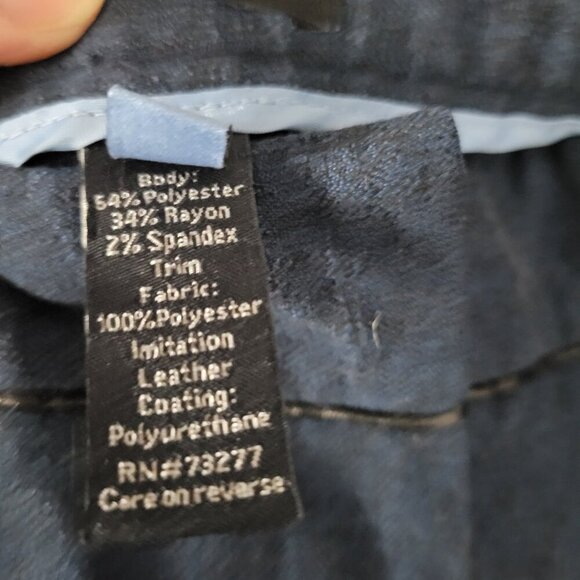 Body:
64% Polyester
34% Rayon
2% Spandex
Trim
Fabric:
100%Polyester
Imitation
Leather
Coating:
Polyurethane
RN#73277
Care on reverse